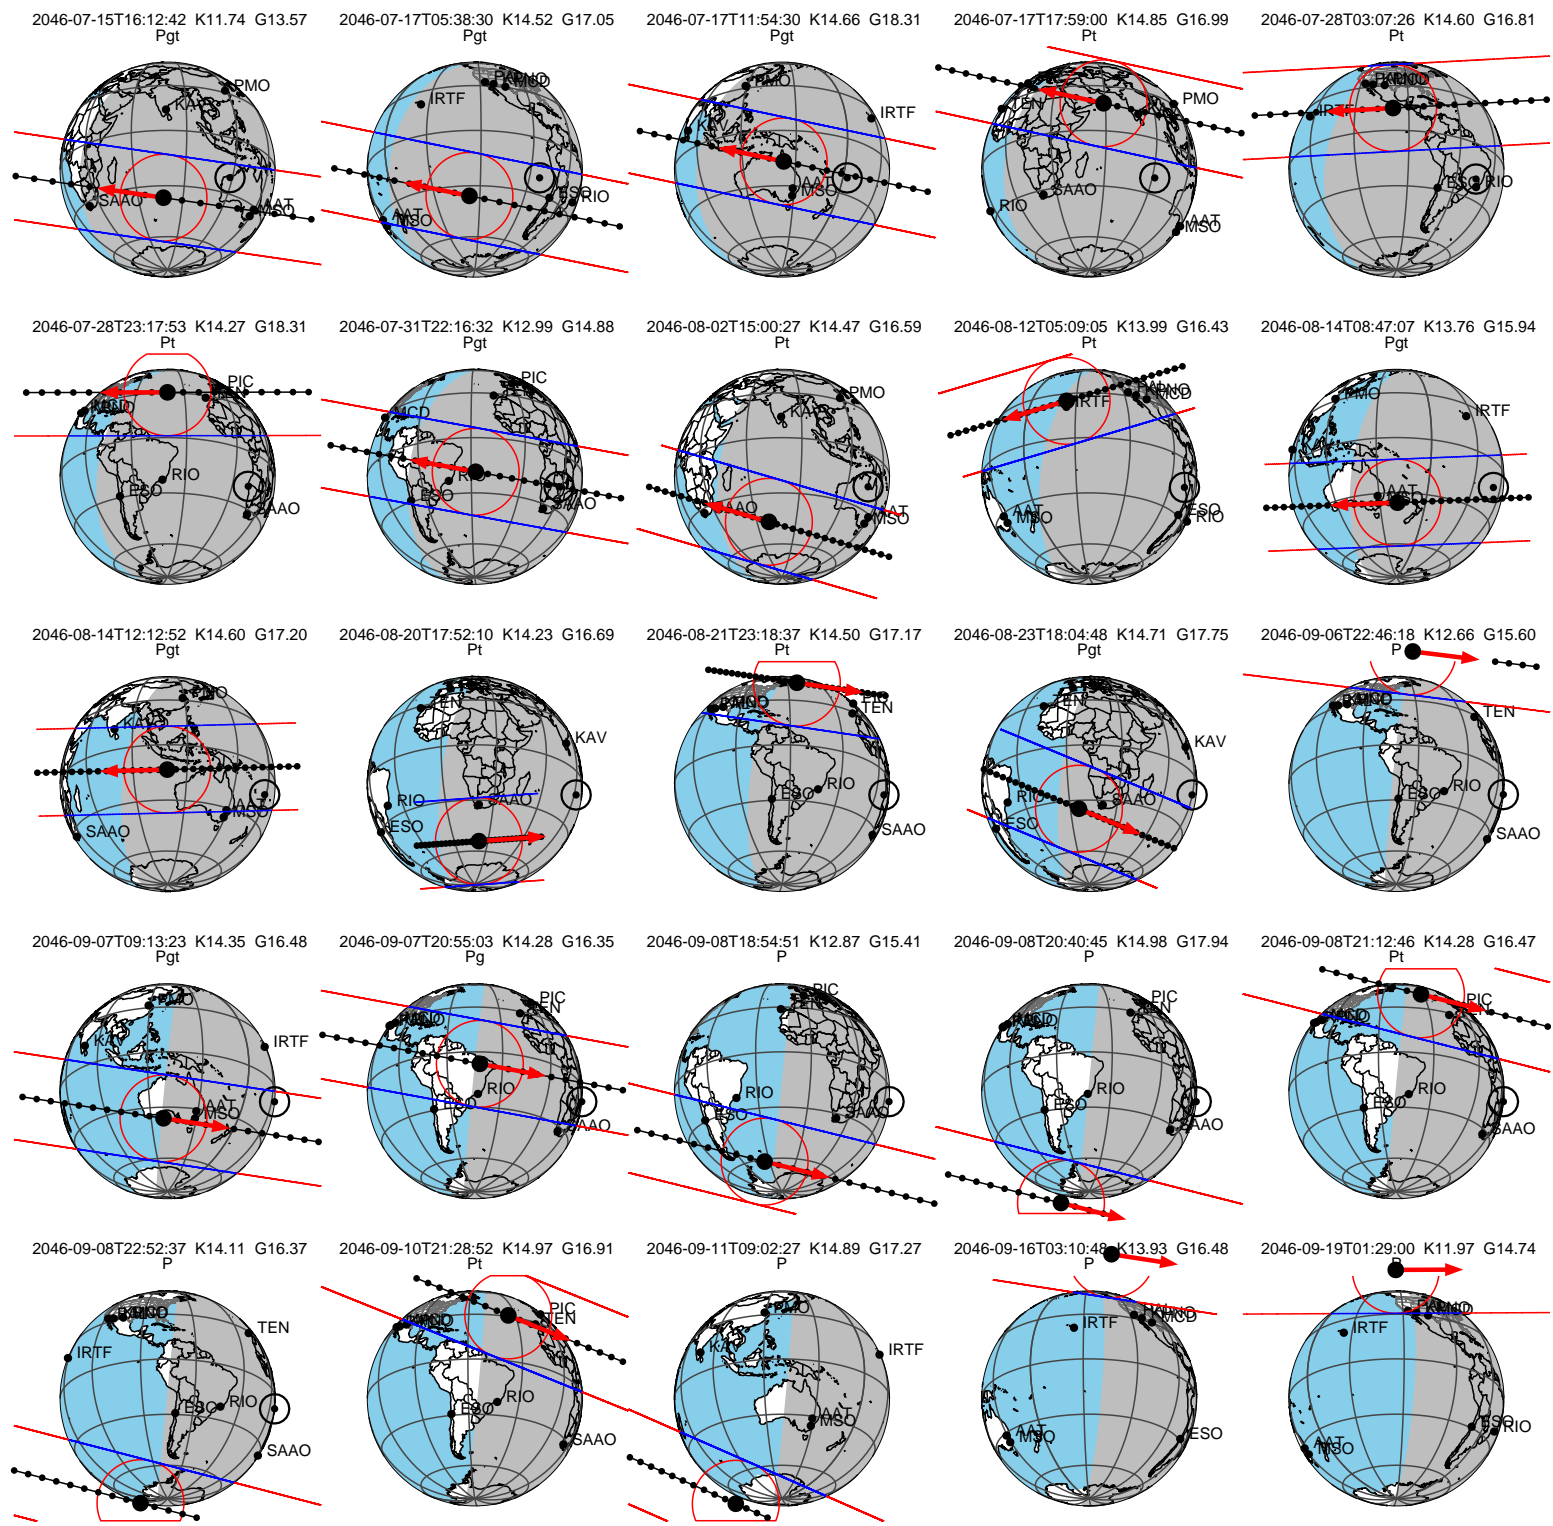 2046-07-15T16:12:42 K11.74 G13.57
Pgt
PMO
KAV
SAAO
AAT
MSO
2046-07-17T05:38:30 K14.52 G17.05
Pgt
MCD
IRTF
ESO
RIO
AAT
MSO
2046-07-17T11:54:30 K14.66 G18.31
Pgt
PMO
IRTF
AAT
MSO
2046-07-17T17:59:00 K14.85 G16.99
Pt
TEN
PMO
SAAO
RIO
AAT
MSO
2046-07-28T03:07:26 K14.60 G16.81
Pt
IRTF
ESO
RIO
2046-07-28T23:17:53 K14.27 G18.31
Pt
PIC
TEN
RIO
ESO
SAAO
2046-07-31T22:16:32 K12.99 G14.88
Pgt
PIC
TEN
MCD
RIO
ESO
SAAO
2046-08-02T15:00:27 K14.47 G16.59
Pt
PMO
KAV
SAAO
AAT
MSO
2046-08-12T05:09:05 K13.99 G16.43
Pt
IRTF
MCD
AAT
MSO
ESO
RIO
2046-08-14T08:47:07 K13.76 G15.94
Pgt
PMO
IRTF
AAT
MSO
2046-08-14T12:12:52 K14.60 G17.20
Pgt
PMO
KAV
AAT
MSO
SAAO
2046-08-20T17:52:10 K14.23 G16.69
Pt
TEN
KAV
RIO
SAAO
ESO
2046-08-21T23:18:37 K14.50 G17.17
Pt
PIC
TEN
RIO
ESO
SAAO
2046-08-23T18:04:48 K14.71 G17.75
Pgt
TEN
KAV
RIO
SAAO
ESO
2046-09-06T22:46:18 K12.66 G15.60
P
TEN
RIO
ESO
SAAO
2046-09-07T09:13:23 K14.35 G16.48
Pgt
PMO
KAV
IRTF
AAT
MSO
2046-09-07T20:55:03 K14.28 G16.35
Pg
PIC
TEN
RIO
ESO
SAAO
2046-09-08T18:54:51 K12.87 G15.41
P
PIC
TEN
RIO
ESO
SAAO
2046-09-08T20:40:45 K14.98 G17.94
P
PIC
TEN
RIO
ESO
SAAO
2046-09-08T21:12:46 K14.28 G16.47
Pt
PIC
RIO
ESO
SAAO
2046-09-08T22:52:37 K14.11 G16.37
P
TEN
IRTF
RIO
ESO
SAAO
2046-09-10T21:28:52 K14.97 G16.91
Pt
PIC
TEN
RIO
ESO
SAAO
2046-09-11T09:02:27 K14.89 G17.27
P
PMO
KAV
IRTF
AAT
MSO
2046-09-16T03:10:48 K13.93 G16.48
P
IRTF
MCD
AAT
MSO
ESO
2046-09-19T01:29:00 K11.97 G14.74
P
IRTF
MCD
ESO
RIO
AAT
MSO